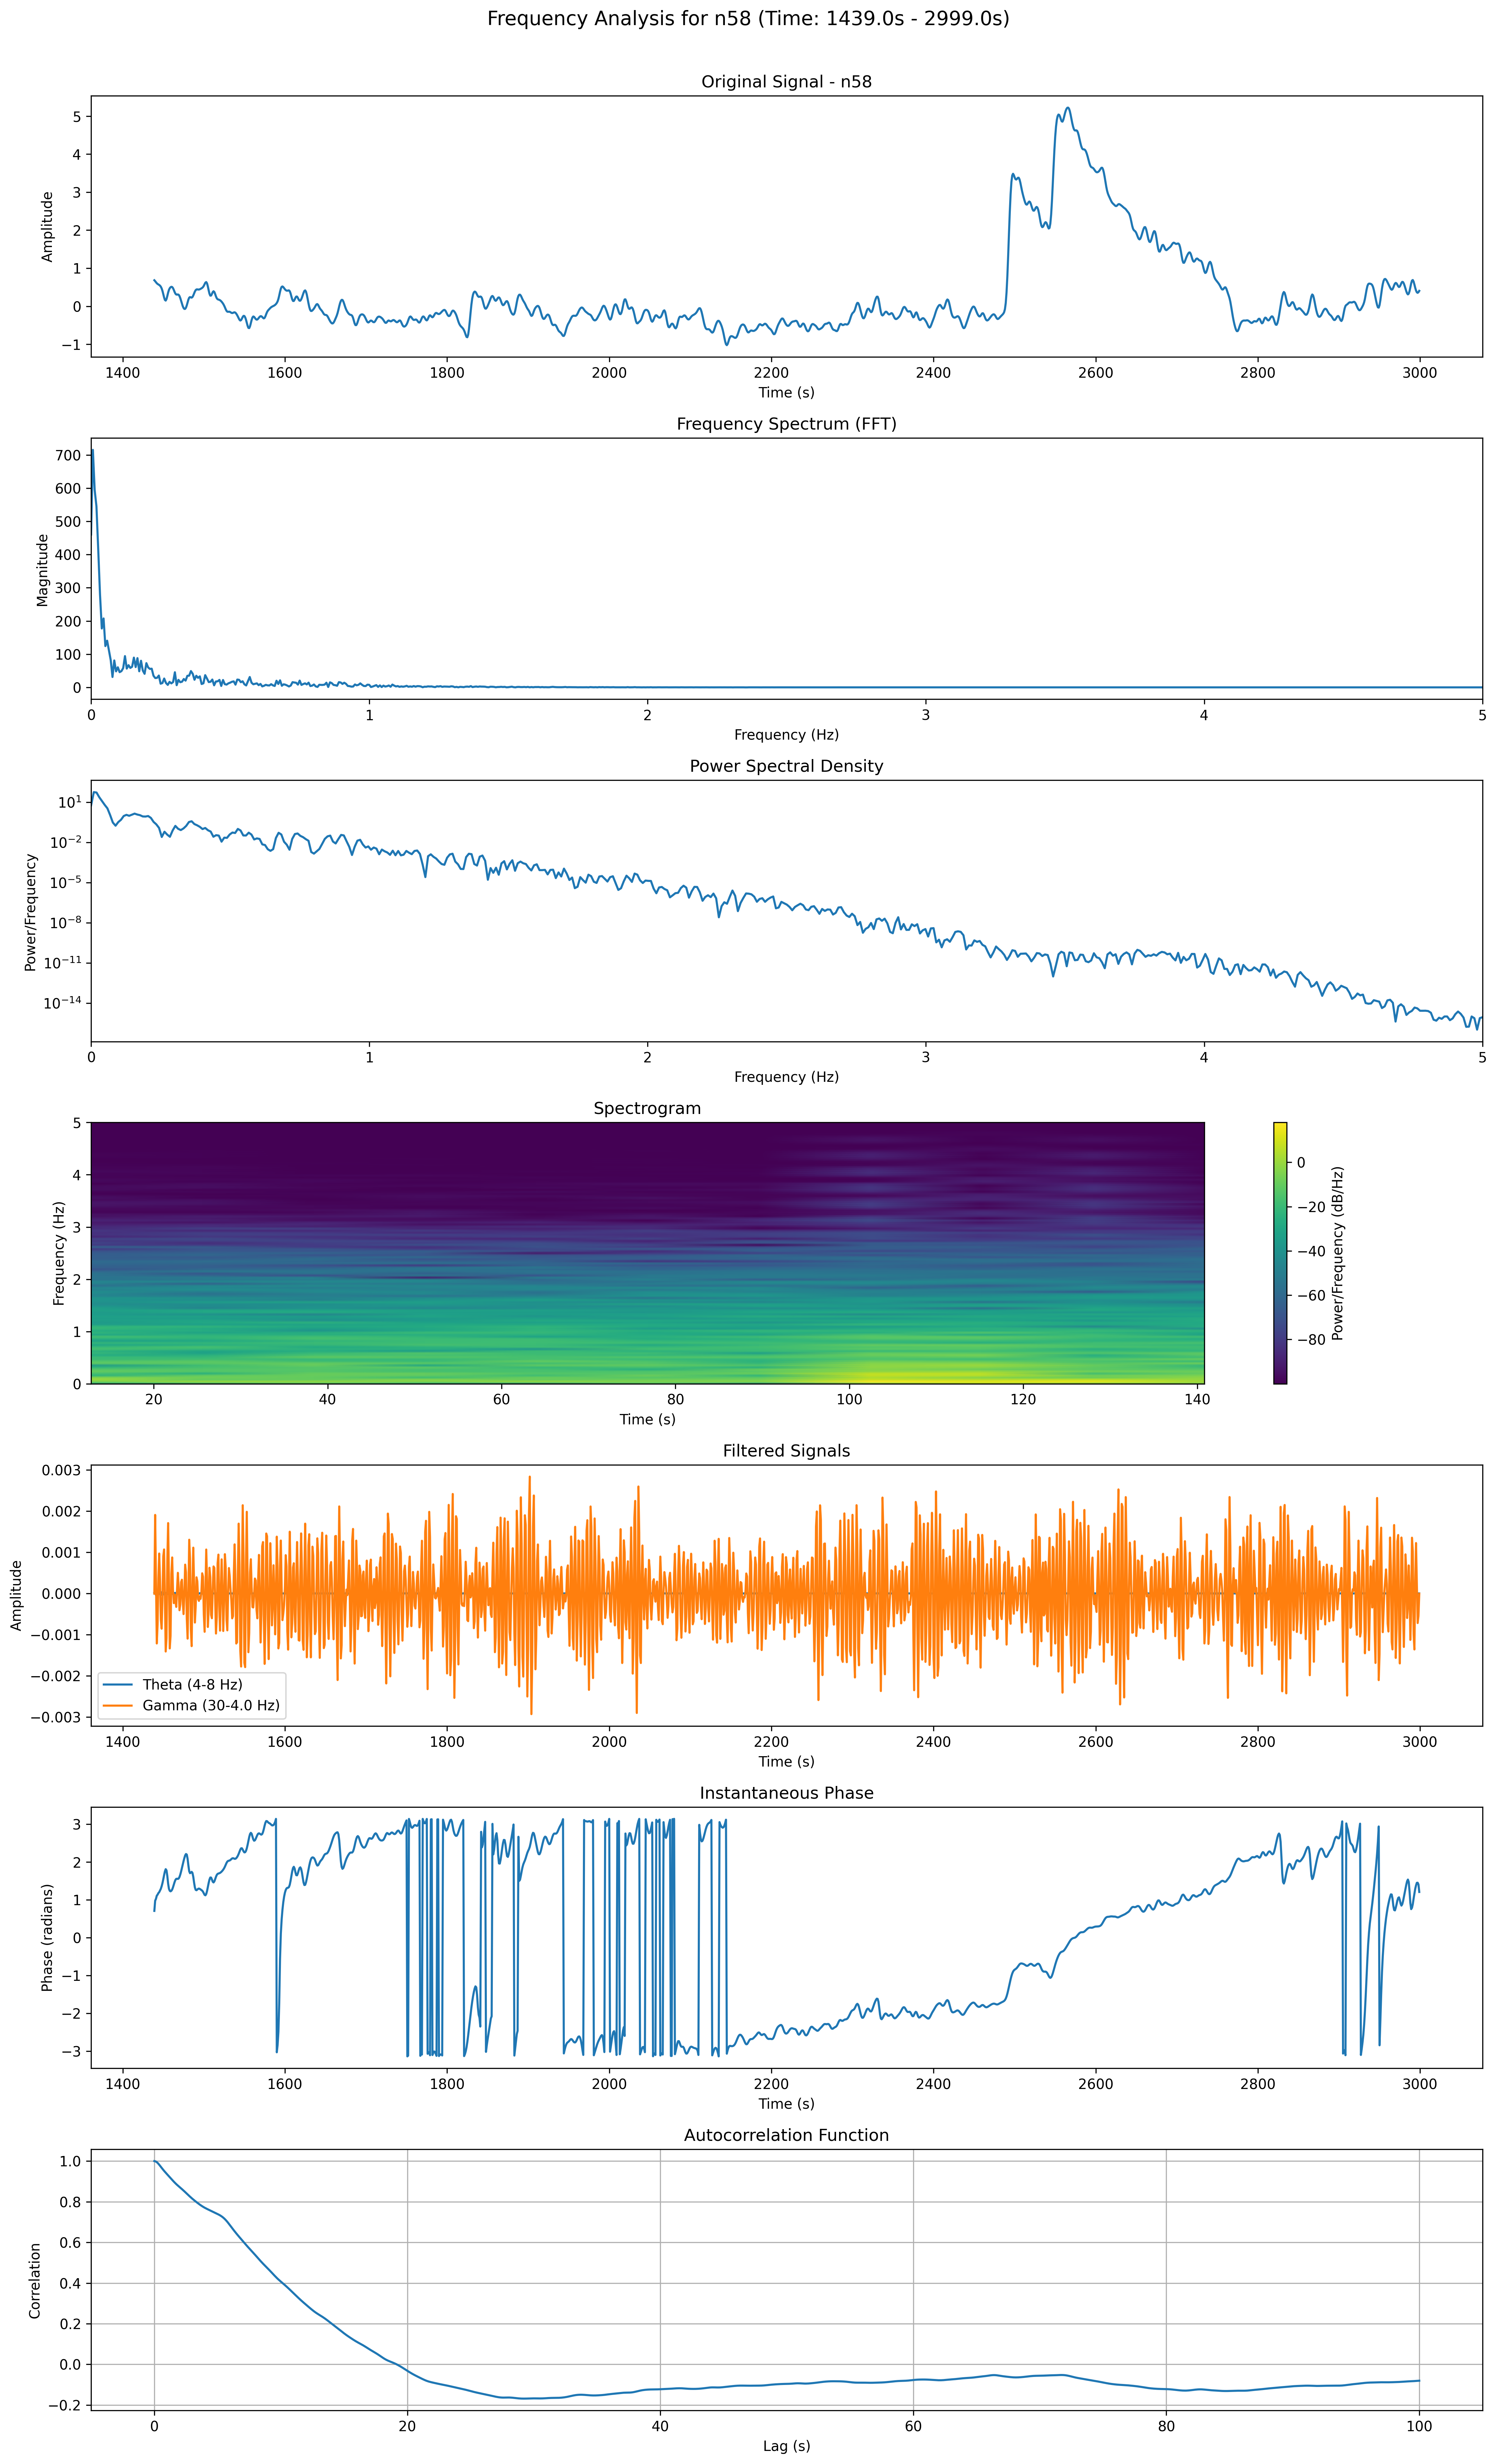 Frequency Analysis for n58 (Time: 1439.0s - 2999.0s)
Original Signal - n58
5
4
3
2
1
0
−1
Amplitude
1400 1600 1800 2000 2200 2400 2600 2800 3000
Time (s)
Frequency Spectrum (FFT)
700
600
500
400
300
200
100
0
Magnitude
0 1 2 3 4 5
Frequency (Hz)
Power Spectral Density
10¹
10⁻²
10⁻⁵
10⁻⁸
10⁻¹¹
10⁻¹⁴
Power/Frequency
0 1 2 3 4 5
Frequency (Hz)
Spectrogram
5
4
3
2
1
0
Frequency (Hz)
20 40 60 80 100 120 140
Time (s)
0
−20
−40
−60
−80
Power/Frequency (dB/Hz)
Filtered Signals
0.003
0.002
0.001
0.000
−0.001
−0.002
−0.003
Amplitude
Theta (4-8 Hz)
Gamma (30-4.0 Hz)
1400 1600 1800 2000 2200 2400 2600 2800 3000
Time (s)
Instantaneous Phase
3
2
1
0
−1
−2
−3
Phase (radians)
1400 1600 1800 2000 2200 2400 2600 2800 3000
Time (s)
Autocorrelation Function
1.0
0.8
0.6
0.4
0.2
0.0
−0.2
Correlation
0 20 40 60 80 100
Lag (s)